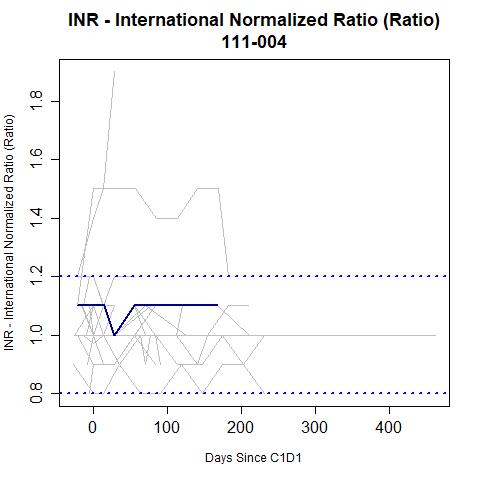 INR - International Normalized Ratio (Ratio)
111-004
INR - International Normalized Ratio (Ratio)
1.8
1.6
1.4
1.2
1.0
0.8
0 100 200 300 400
Days Since C1D1